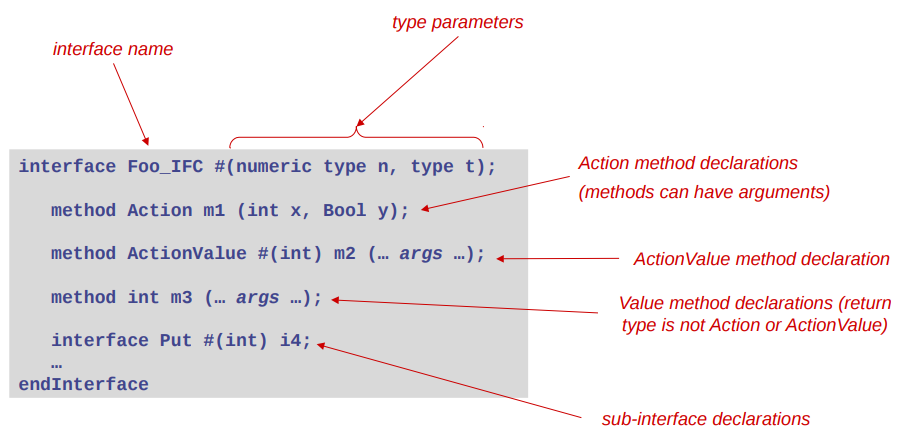 type parameters
interface name
interface Foo_IFC #(numeric type n, type t);
method Action m1 (int x, Bool y);
method ActionValue #(int) m2 (… args …);
method int m3 (… args …);
interface Put #(int) i4;
…
endInterface
Action method declarations
(methods can have arguments)
ActionValue method declaration
Value method declarations (return
type is not Action or ActionValue)
sub-interface declarations